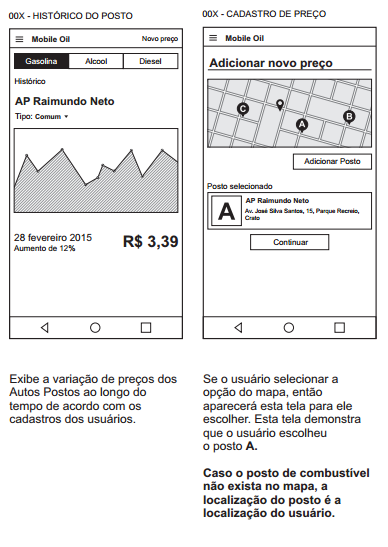 00X - HISTÓRICO DO POSTO
Mobile Oil
Novo preço
Gasolina
Alcool
Diesel
Histórico
AP Raimundo Neto
Tipo: Comum
28 fevereiro 2015
Aumento de 12%
R$ 3,39
Exibe a variação de preços dos
Autos Postos ao longo do
tempo de acordo com os
cadastros dos usuários.
00X - CADASTRO DE PREÇO
Mobile Oil
Adicionar novo preço
C
A
B
Adicionar Posto
Posto selecionado
A
AP Raimundo Neto
Av. José Silva Santos, 15, Parque Recreio,
Crato
Continuar
Se o usuário selecionar a
opção do mapa, então
aparecerá esta tela para ele
escolher. Esta tela demonstra
que o usuário escolheu
o posto A.
Caso o posto de combustível
não exista no mapa, a
localização do posto é a
localização do usuário.